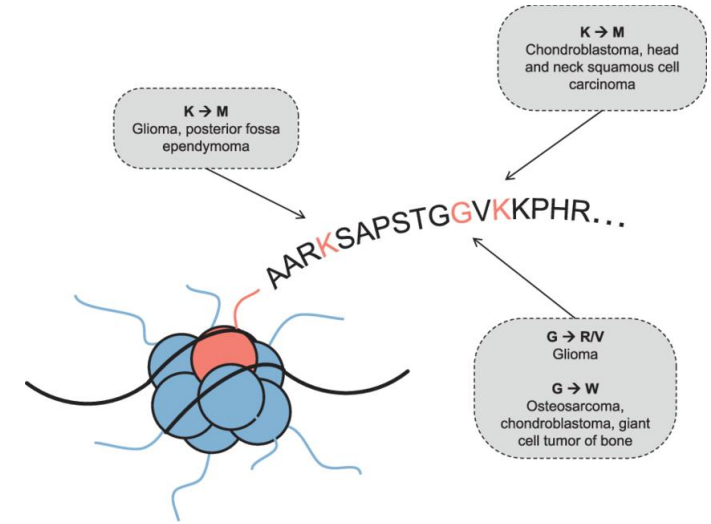 K → M
Chondroblastoma, head
and neck squamous cell
carcinoma
K → M
Glioma, posterior fossa
ependymoma
AARKSAPSTGGVKKPHR...
G → R/V
Glioma
G → W
Osteosarcoma,
chondroblastoma, giant
cell tumor of bone